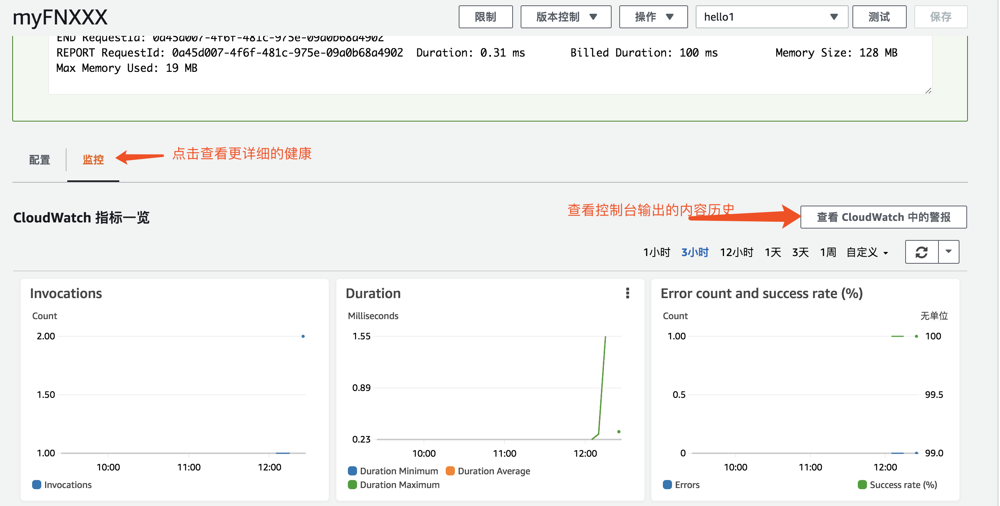 myFNXXX
限制 版本控制 操作 hello1 测试 保存
END RequestId: 0a45d007-4f6f-481c-975e-09a0b68a4902
REPORT RequestId: 0a45d007-4f6f-481c-975e-09a0b68a4902 Duration: 0.31 ms Billed Duration: 100 ms Memory Size: 128 MB
Max Memory Used: 19 MB
配置 监控 点击查看更详细的健康
查看控制台输出的内容历史
CloudWatch 指标一览 查看 CloudWatch 中的警报
1小时 3小时 12小时 1天 3天 1周 自定义
Invocations
Count
2.00
1.50
1.00
10:00 11:00 12:00
Invocations
Duration
Milliseconds
1.55
0.89
0.23
10:00 11:00 12:00
Duration Minimum Duration Average
Duration Maximum
Error count and success rate (%)
Count 无单位
1.00 100
0.5 99.5
0 99.0
10:00 11:00 12:00
Errors Success rate (%)